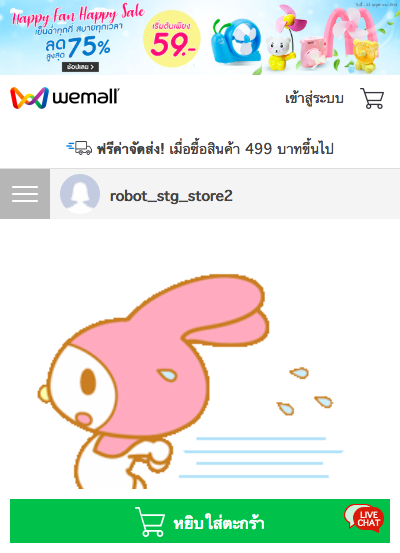 Happy Fan Happy Sale
เย็นฉ่ำทุกที่ สบายทุกเวลา
ลด
สูงสุด
75%
ช้อปเลย >
เริ่มต้นเพียง
59.-
wemall
เข้าสู่ระบบ
ฟรีค่าจัดส่ง! เมื่อซื้อสินค้า 499 บาทขึ้นไป
robot_stg_store2
หยิบใส่ตะกร้า
LIVE
CHAT